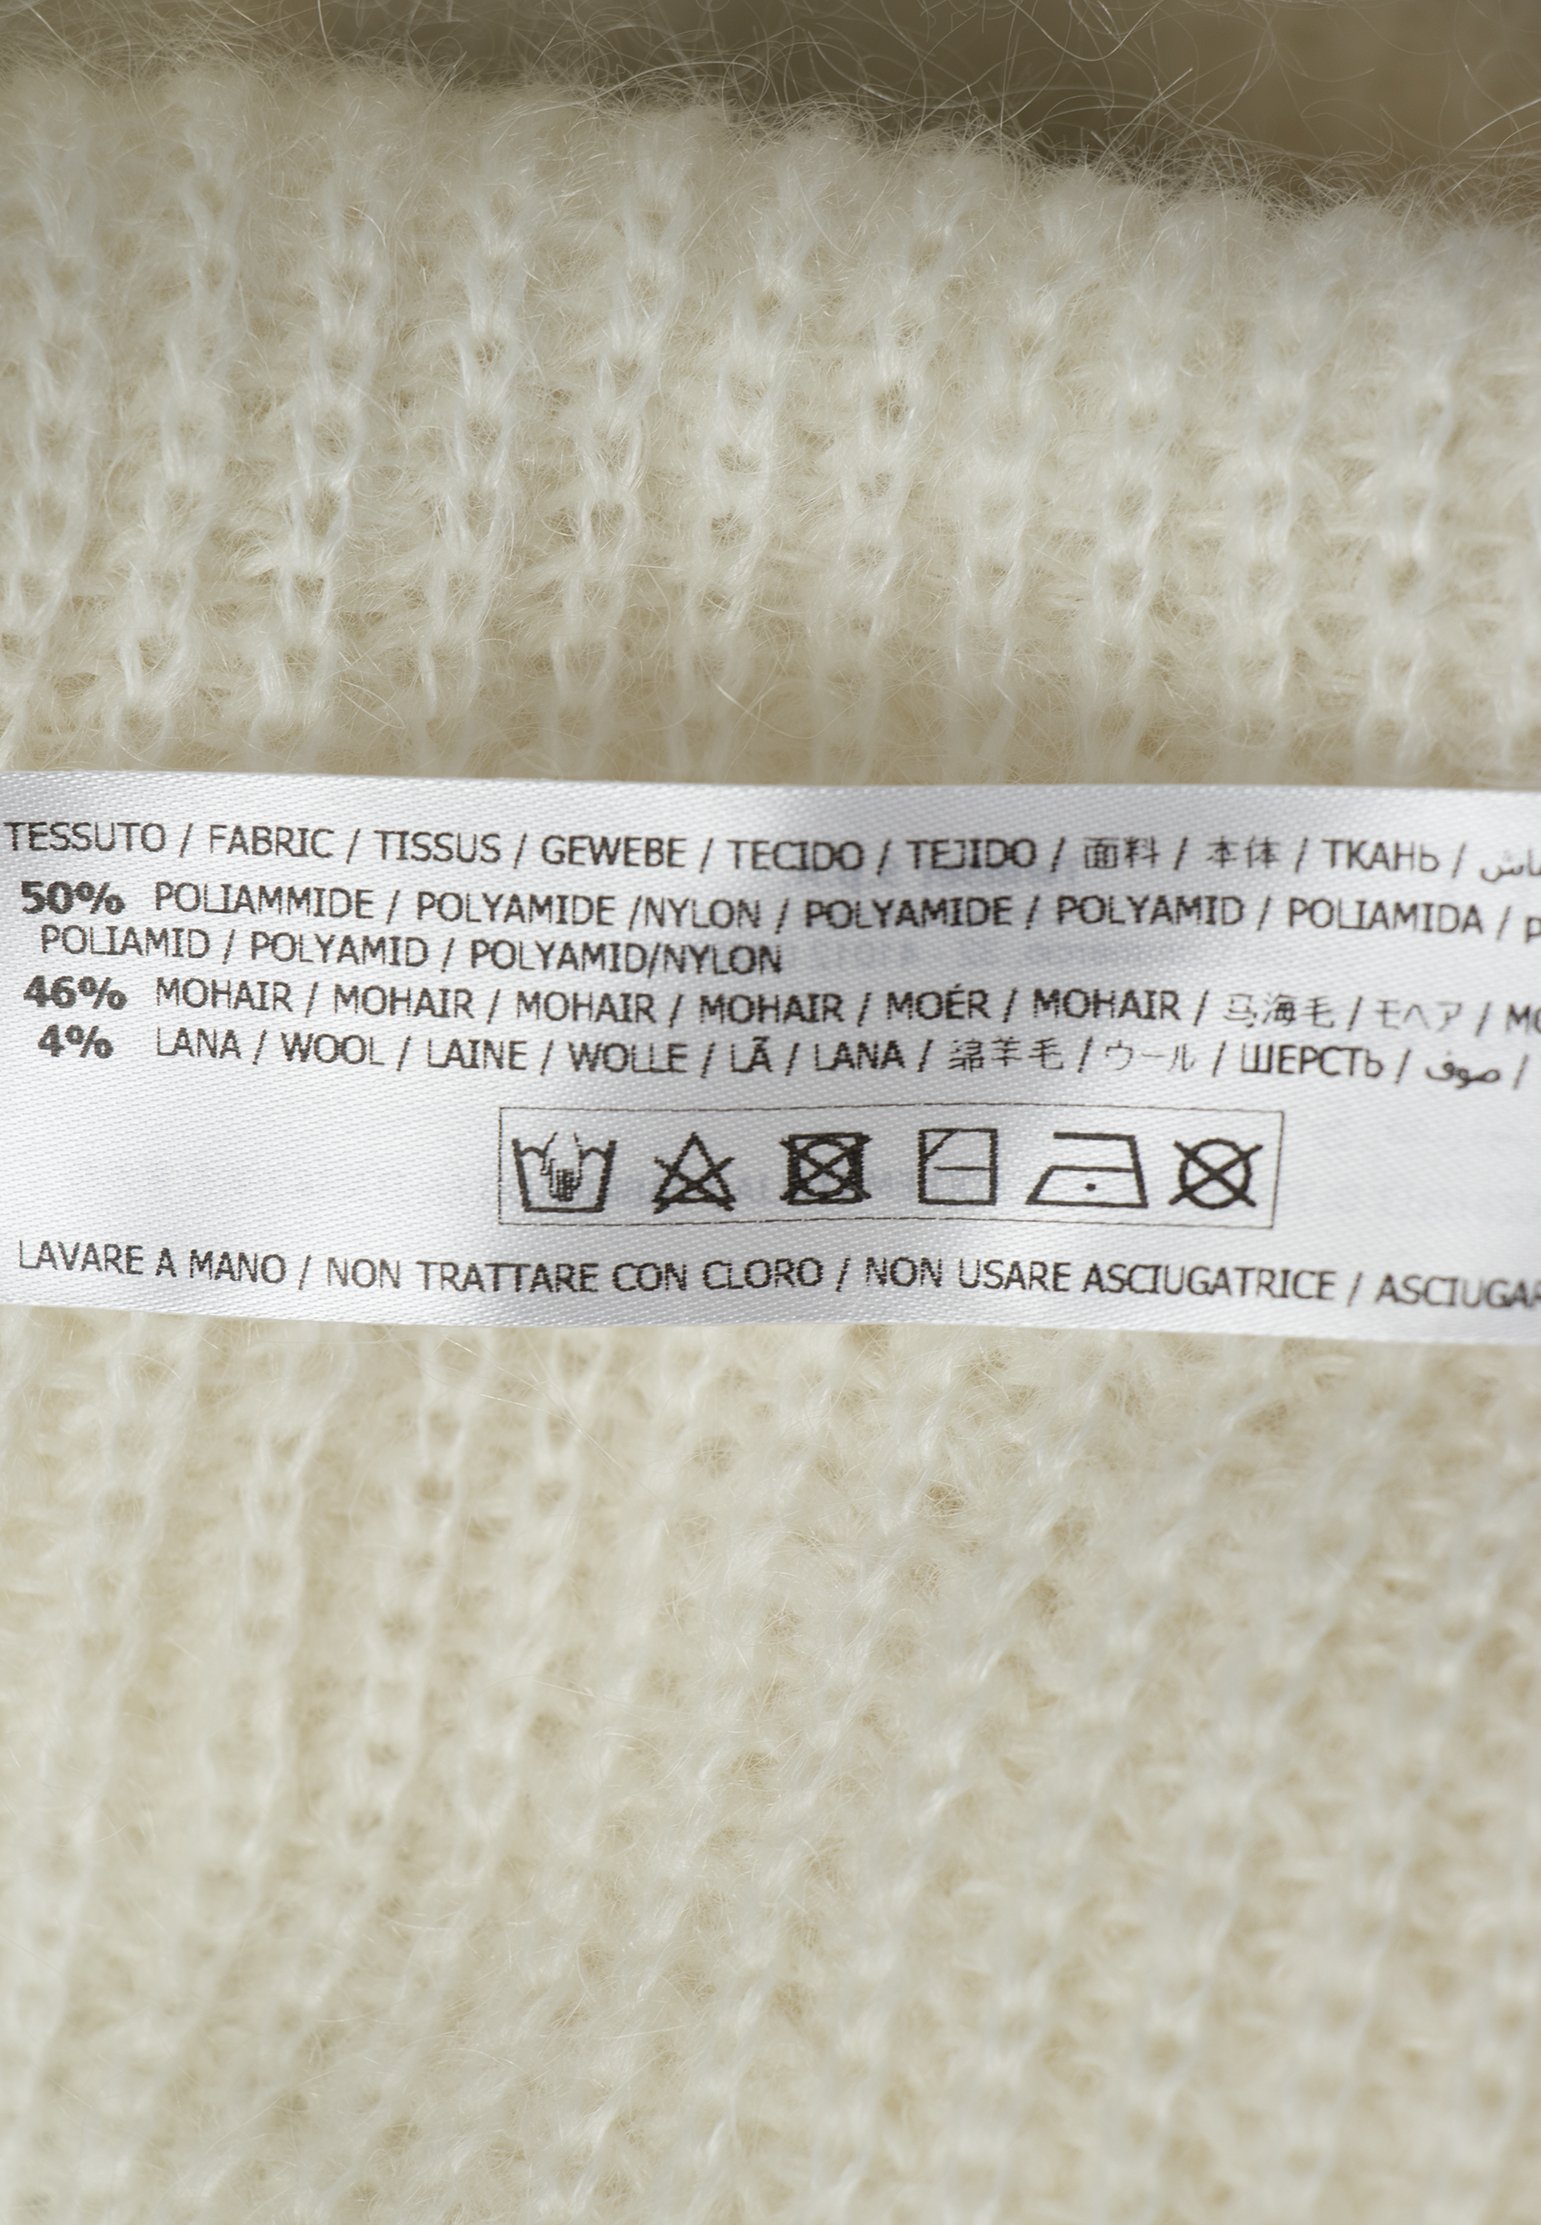 TESSUTO / FABRIC / TISSUS / GEWEBE / TECIDO / TEJIDO / 面料 / 本体 / ТКАНЬ /
50% POLIAMMIDE / POLYAMIDE /NYLON / POLYAMIDE / POLYAMID / POLIAMIDA /
POLIAMID / POLYAMID / POLYAMID/NYLON
46% MOHAIR / MOHAIR / MOHAIR / MOHAIR / MOÉR / MOHAIR / 马海毛 / モヘア /
4% LANA / WOOL / LAINE / WOLLE / LÃ / LANA / 绵羊毛 / ウール / ШЕРСТЬ / صوف /
LAVARE A MANO / NON TRATTARE CON CLORO / NON USARE ASCIUGATRICE /